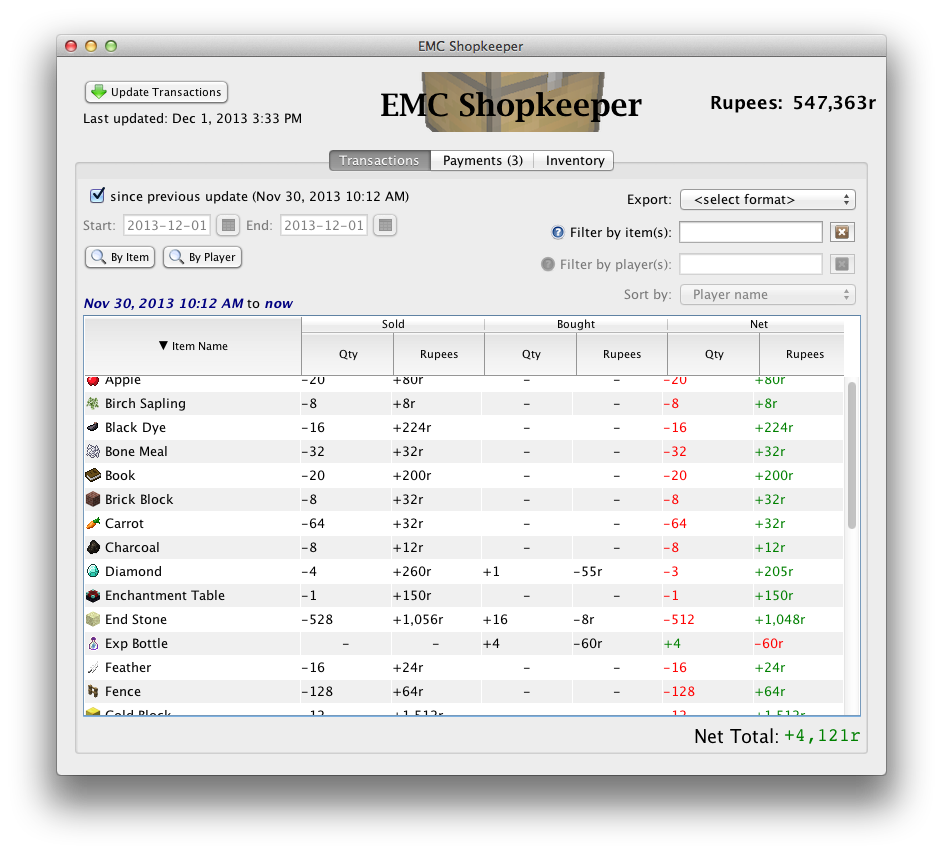 EMC Shopkeeper
Update Transactions
Last updated: Dec 1, 2013 3:33 PM
EMC Shopkeeper
Rupees: 547,363r
Transactions Payments (3) Inventory
since previous update (Nov 30, 2013 10:12 AM)
Start: 2013-12-01 End: 2013-12-01
By Item By Player
Export: <select format>
Filter by item(s):
Filter by player(s):
Sort by: Player name
Nov 30, 2013 10:12 AM to now
Sold Bought Net
▼ Item Name Qty Rupees Qty Rupees Qty Rupees
Apple -20 +80r - - -20 +80r
Birch Sapling -8 +8r - - -8 +8r
Black Dye -16 +224r - - -16 +224r
Bone Meal -32 +32r - - -32 +32r
Book -20 +200r - - -20 +200r
Brick Block -8 +32r - - -8 +32r
Carrot -64 +32r - - -64 +32r
Charcoal -8 +12r - - -8 +12r
Diamond -4 +260r +1 -55r -3 +205r
Enchantment Table -1 +150r - - -1 +150r
End Stone -528 +1,056r +16 -8r -512 +1,048r
Exp Bottle - - +4 -60r +4 -60r
Feather -16 +24r - - -16 +24r
Fence -128 +64r - - -128 +64r
Gold Block -12 +1,512r - - -12 +1,512r
Net Total: +4,121r